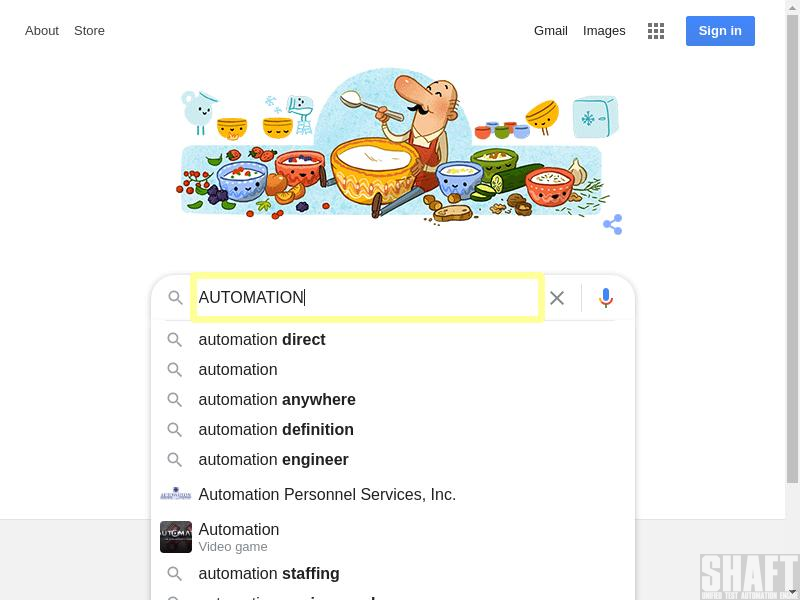 About Store Gmail Images Sign in
AUTOMATION
automation direct
automation
automation anywhere
automation definition
automation engineer
Automation Personnel Services, Inc.
Automation
Video game
automation staffing
SHAFT